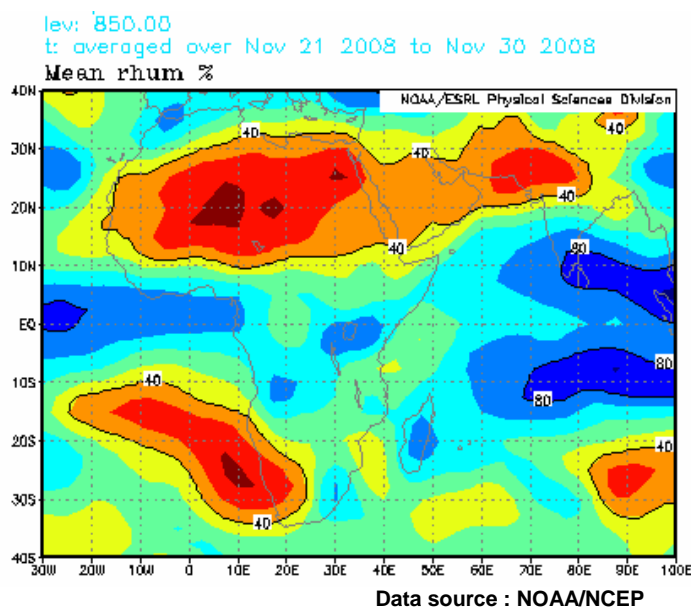 lev: 850.00
t: averaged over Nov 21 2008 to Nov 30 2008
Mean rhum %
NOAA/ESRL Physical Sciences Division
40N
30N
20N
10N
EQ
10S
20S
30S
40S
40
40
40
40
40
40
80
80
40
40
40
30W 20W 10W 0 10E 20E 30E 40E 50E 60E 70E 80E 90E 100E
Data source : NOAA/NCEP